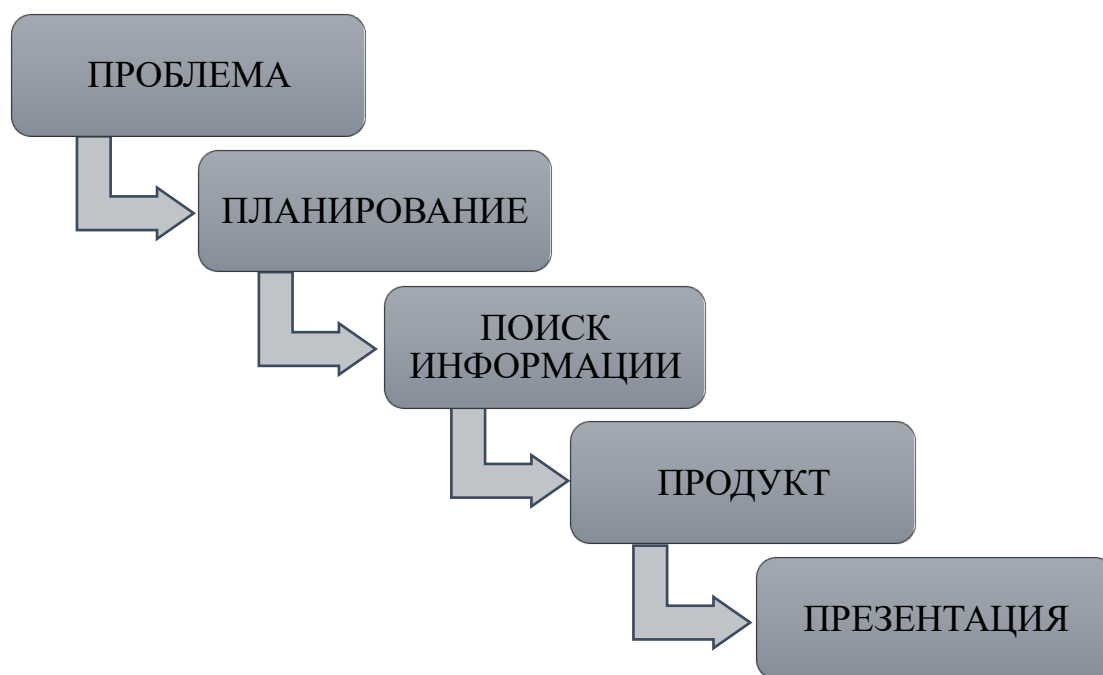 ПРОБЛЕМА
ПЛАНИРОВАНИЕ
ПОИСК
ИНФОРМАЦИИ
ПРОДУКТ
ПРЕЗЕНТАЦИЯ